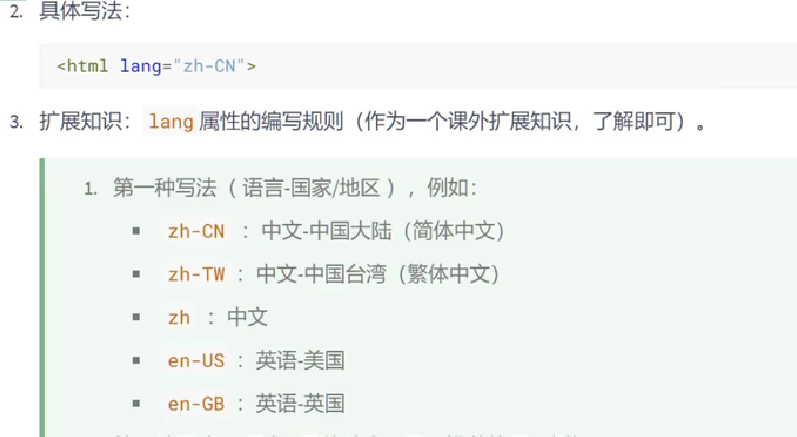 2. 具体写法：
<html lang="zh-CN">
3. 扩展知识： lang 属性的编写规则（作为一个课外扩展知识，了解即可）。
1. 第一种写法（ 语言-国家/地区 ），例如：
zh-CN ：中文-中国大陆（简体中文）
zh-TW ：中文-中国台湾（繁体中文）
zh ：中文
en-US ：英语-美国
en-GB ：英语-英国